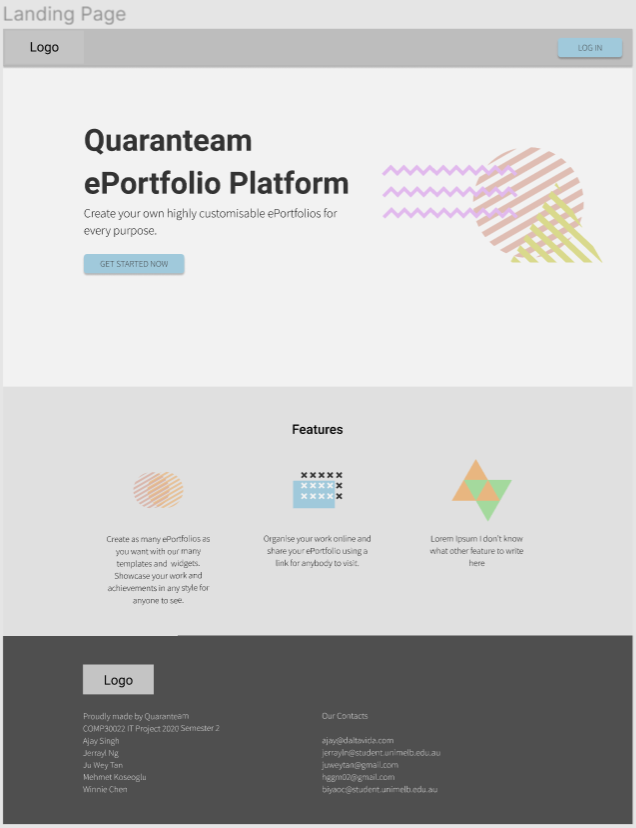 Landing Page
Logo
LOG IN
Quaranteam
ePortfolio Platform
Create your own highly customisable ePortfolios for
every purpose.
GET STARTED NOW
Features
Create as many ePortfolios as
you want with our many
templates and widgets.
Showcase your work and
achievements in any style for
anyone to see.
Organise your work online and
share your ePortfolio using a
link for anybody to visit.
Lorem Ipsum I don't know
what other feature to write
here
Logo
Proudly made by Quaranteam
COMP30022 IT Project 2020 Semester 2
Ajay Singh
Jerrayl Ng
Ju Wey Tan
Mehmet Koseoglu
Winnie Chen
Our Contacts
ajay@daltavida.com
jerraylin@student.unimelb.edu.au
juweytan@gmail.com
hggm02@gmail.com
biyaoc@student.unimelb.edu.au